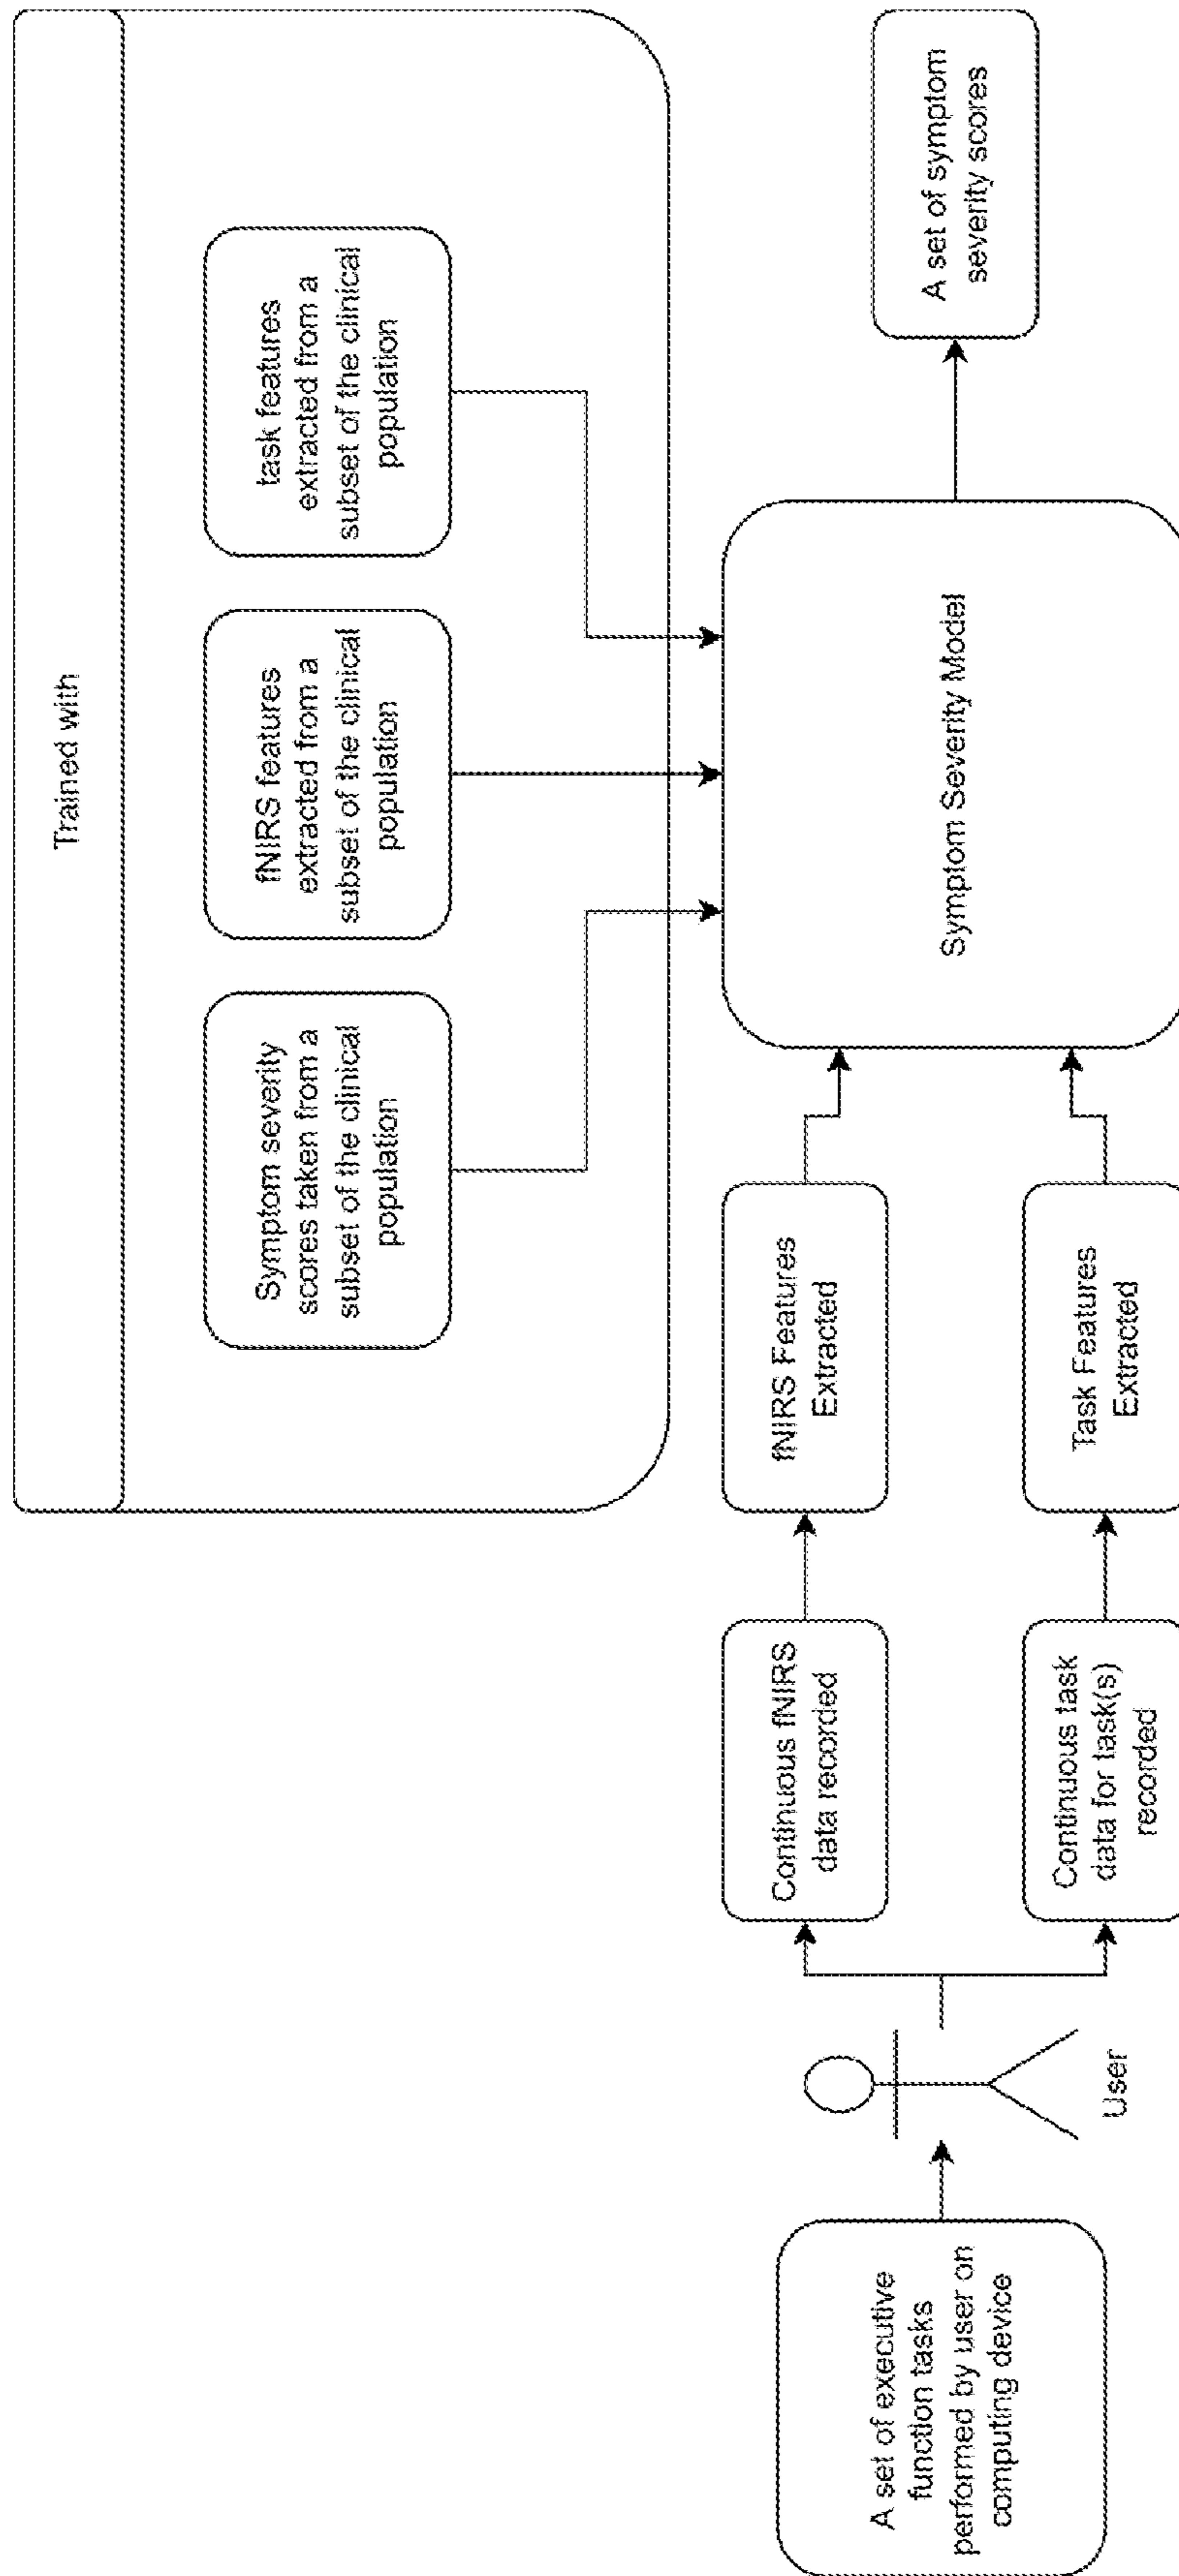 Trained with
Symptom severity
scores taken from a
subset of the clinical
population
fNIRS features
extracted from a
subset of the clinical
population
task features
extracted from a
subset of the clinical
population
A set of executive
function tasks
performed by user on
computing device
User
Continuous fNIRS
data recorded
Continuous task
data for task(s)
recorded
fNIRS Features
Extracted
Task Features
Extracted
Symptom Severity Model
A set of symptom
severity scores